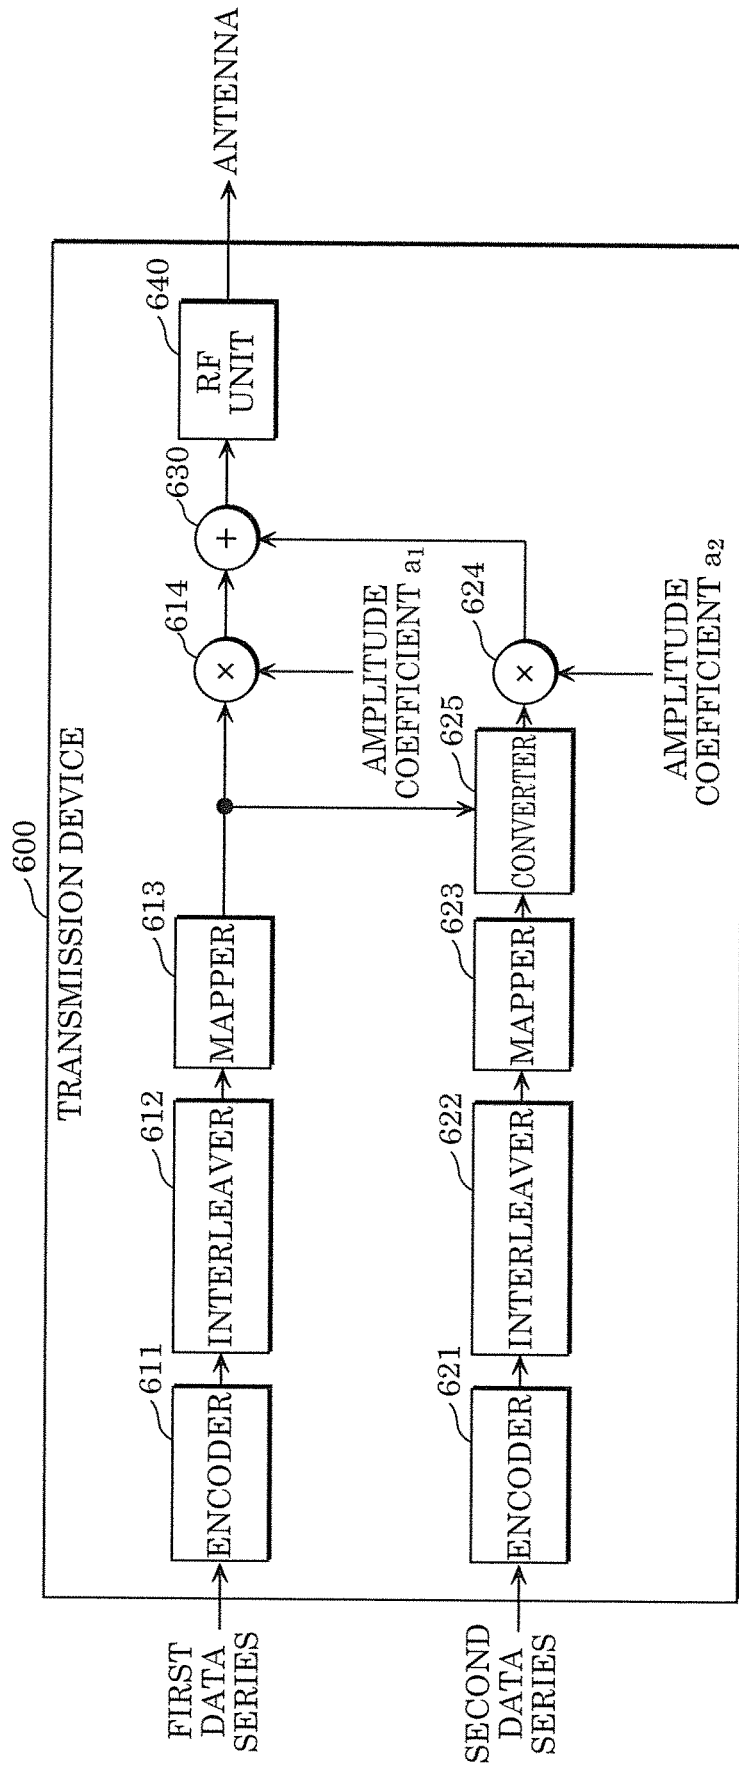 600
TRANSMISSION DEVICE
FIRST
DATA
SERIES
611
ENCODER
612
INTERLEAVER
613
MAPPER
614
×
AMPLITUDE
COEFFICIENT a1
630
+
640
RF
UNIT
ANTENNA
SECOND
DATA
SERIES
621
ENCODER
622
INTERLEAVER
623
MAPPER
625
CONVERTER
624
×
AMPLITUDE
COEFFICIENT a2